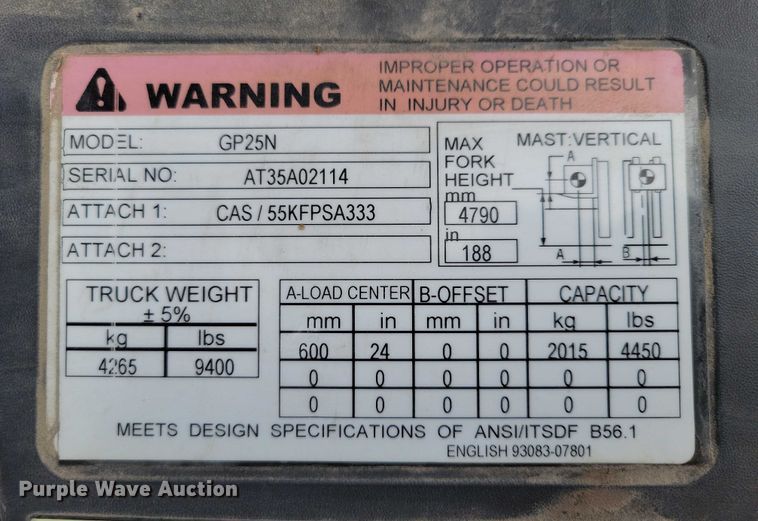 WARNING
IMPROPER OPERATION OR
MAINTENANCE COULD RESULT
IN INJURY OR DEATH
MODEL: GP25N
SERIAL NO: AT35A02114
ATTACH 1: CAS / 55KFPSA333
ATTACH 2:
MAX
FORK
HEIGHT
mm
4790
in
188
MAST:VERTICAL
A
A
B
TRUCK WEIGHT
± 5%
kg lbs
4265 9400
A-LOAD CENTER B-OFFSET CAPACITY
mm in mm in kg lbs
600 24 0 0 2015 4450
0 0 0 0 0 0
0 0 0 0 0 0
MEETS DESIGN SPECIFICATIONS OF ANSI/ITSDF B56.1
ENGLISH 93083-07801
Purple Wave Auction